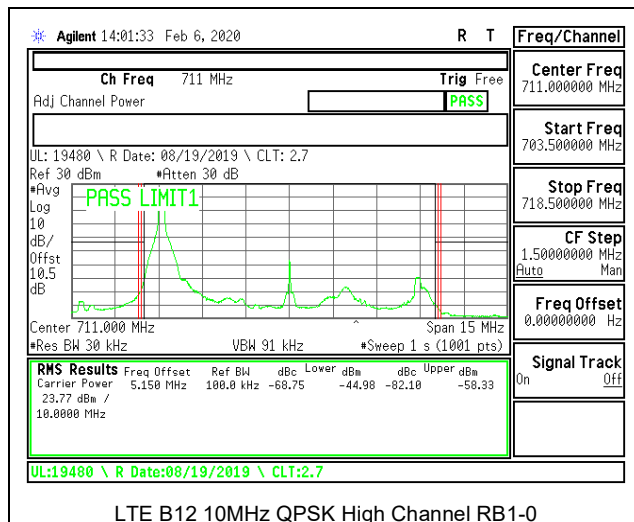 Agilent 14:01:33 Feb 6, 2020 R T
Freq/Channel
Ch Freq 711 MHz Trig Free
Adj Channel Power PASS
Center Freq
711.000000 MHz
Start Freq
703.500000 MHz
Stop Freq
718.500000 MHz
CF Step
1.50000000 MHz
Auto Man
Freq Offset
0.00000000 Hz
Signal Track
On Off
UL: 19480 \ R Date: 08/19/2019 \ CLT: 2.7
Ref 30 dBm #Atten 30 dB
#Avg
Log
10
dB/
Offst
10.5
dB
PASS LIMIT1
Center 711.000 MHz Span 15 MHz
#Res BW 30 kHz VBW 91 kHz #Sweep 1 s (1001 pts)
RMS Results Freq Offset Ref BW dBc Lower dBm dBc Upper dBm
Carrier Power 5.150 MHz 100.0 kHz -68.75 -44.98 -82.10 -58.33
23.77 dBm /
10.0000 MHz
UL:19480 \ R Date:08/19/2019 \ CLT:2.7
LTE B12 10MHz QPSK High Channel RB1-0